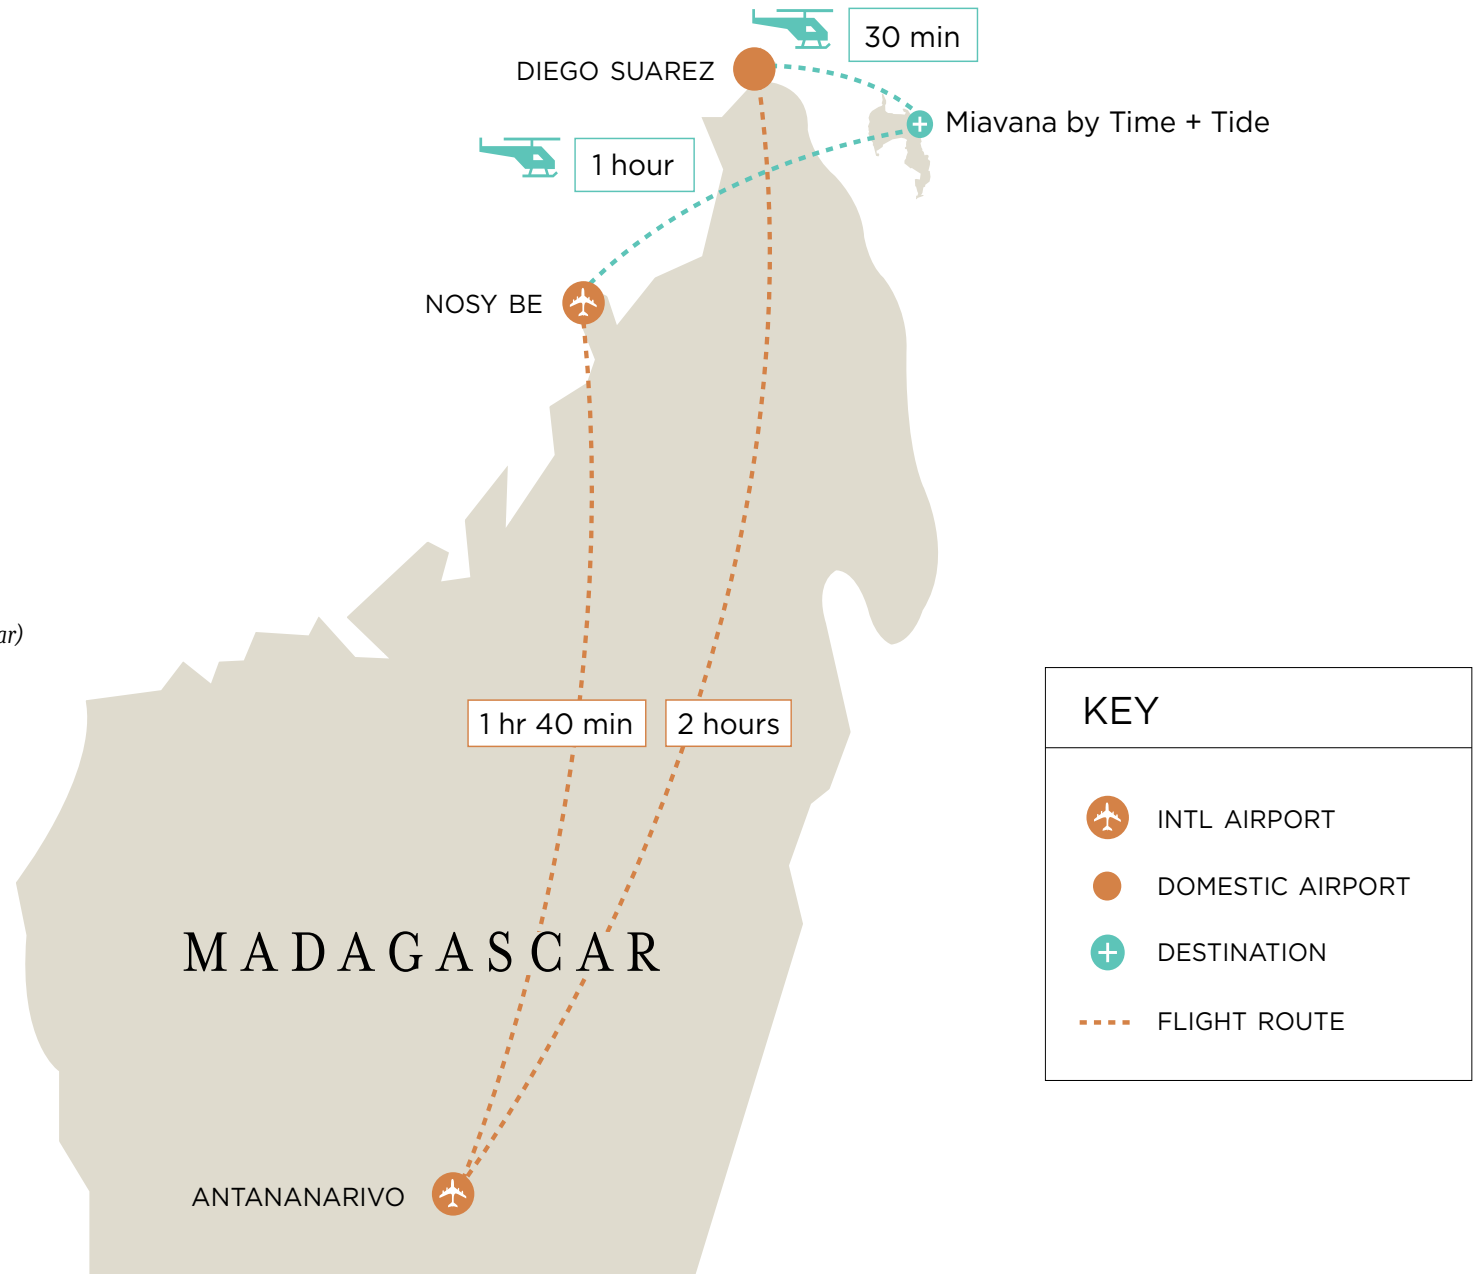 30 min
DIEGO SUAREZ
Miavana by Time + Tide
1 hour
NOSY BE
ar)
1 hr 40 min
2 hours
MADAGASCAR
ANTANANARIVO
KEY
INTL AIRPORT
DOMESTIC AIRPORT
DESTINATION
FLIGHT ROUTE